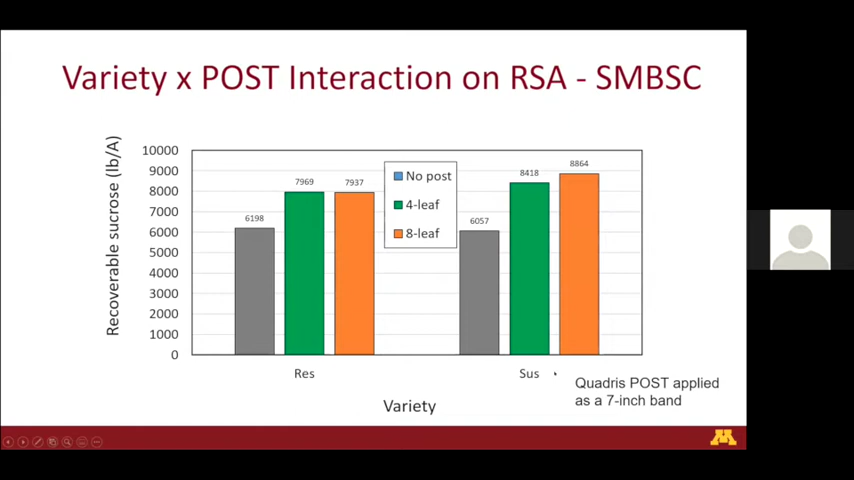 Variety x POST Interaction on RSA - SMBSC
Recoverable sucrose (lb/A)
10000
9000
8000
7000
6000
5000
4000
3000
2000
1000
0
6198
7969
7937
No post
4-leaf
8-leaf
6057
8418
8864
Res
Sus
Variety
Quadris POST applied
as a 7-inch band
M